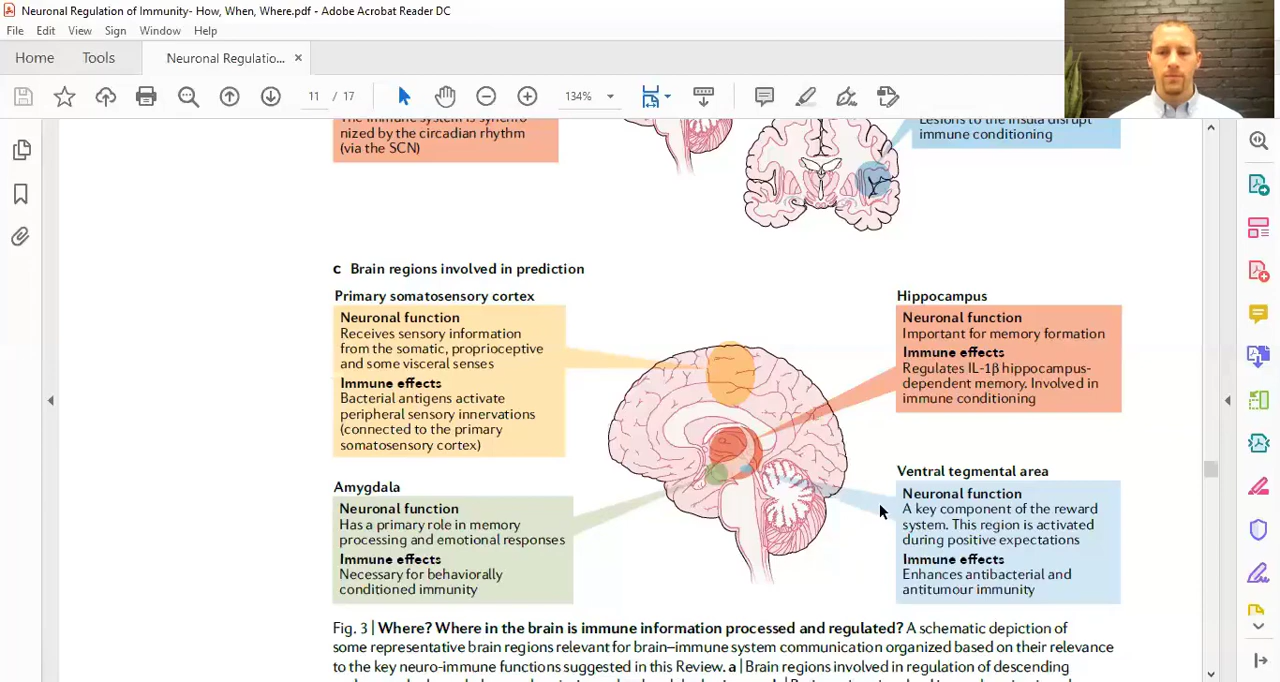 Neuronal Regulation of Immunity- How, When, Where.pdf - Adobe Acrobat Reader DC
File Edit View Sign Window Help
Home Tools Neuronal Regulatio... ×
11 / 17 134%
The immune system is synchro
nized by the circadian rhythm
(via the SCN)
Lesions to the insula disrupt
immune conditioning
c Brain regions involved in prediction
Primary somatosensory cortex
Neuronal function
Receives sensory information
from the somatic, proprioceptive
and some visceral senses
Immune effects
Bacterial antigens activate
peripheral sensory innervations
(connected to the primary
somatosensory cortex)
Amygdala
Neuronal function
Has a primary role in memory
processing and emotional responses
Immune effects
Necessary for behaviorally
conditioned immunity
Hippocampus
Neuronal function
Important for memory formation
Immune effects
Regulates IL-1β hippocampus-
dependent memory. Involved in
immune conditioning
Ventral tegmental area
Neuronal function
A key component of the reward
system. This region is activated
during positive expectations
Immune effects
Enhances antibacterial and
antitumour immunity
Fig. 3 | Where? Where in the brain is immune information processed and regulated? A schematic depiction of
some representative brain regions relevant for brain–immune system communication organized based on their relevance
to the key neuro-immune functions suggested in this Review. a | Brain regions involved in regulation of descending